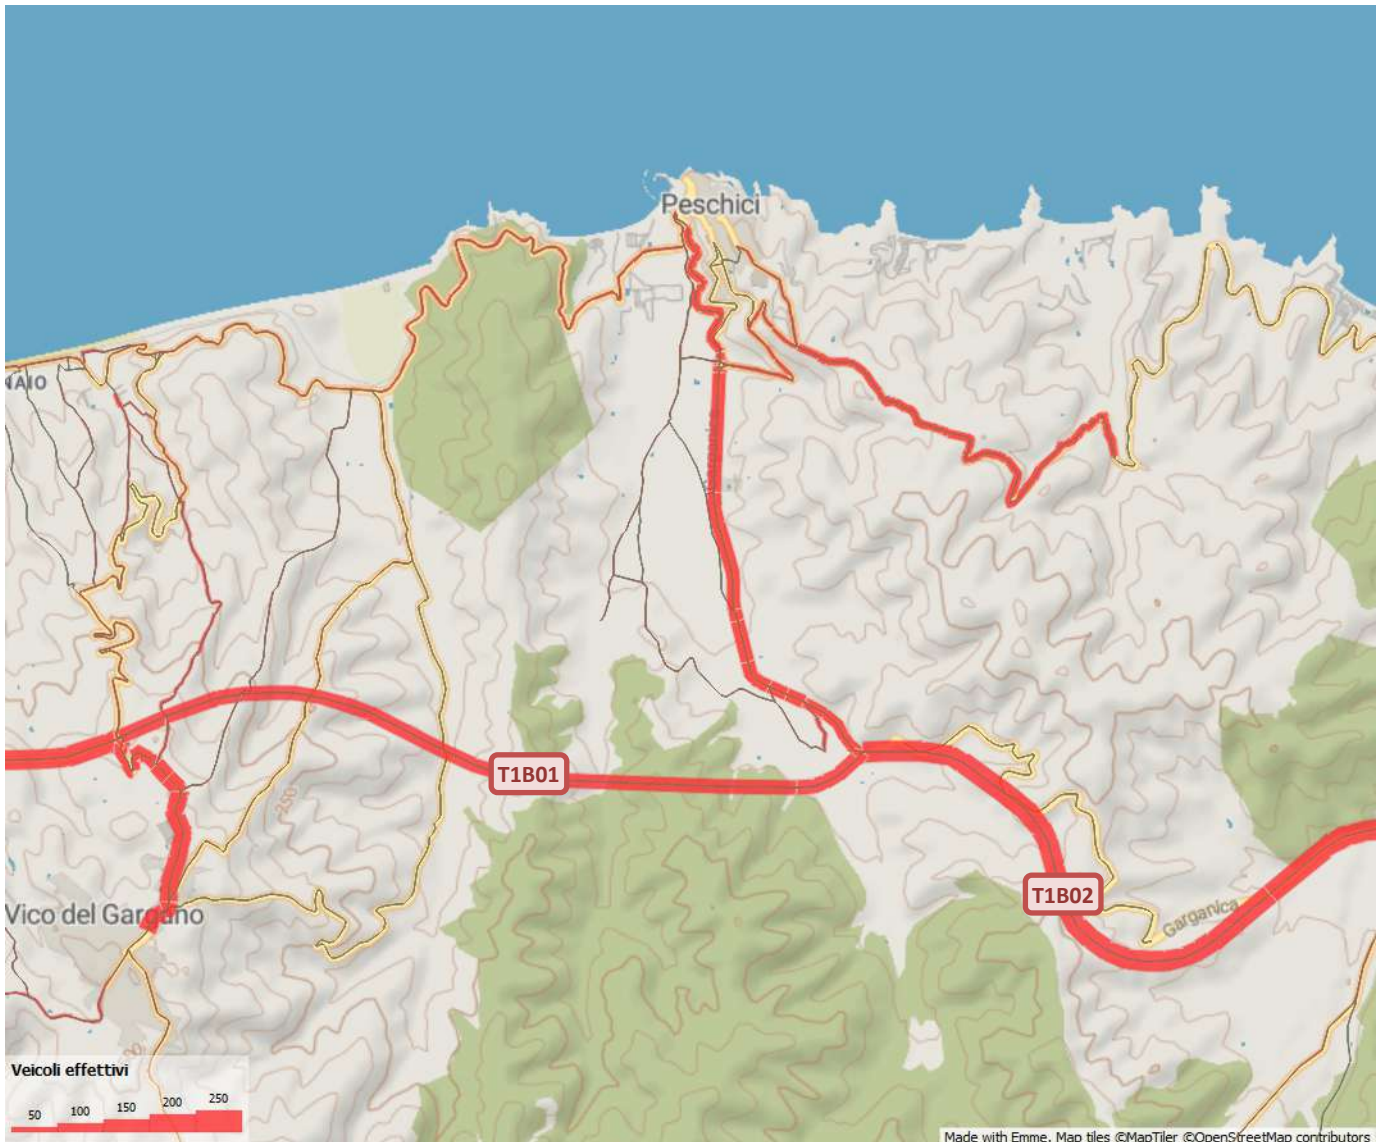 Peschici
NAIO
T1B01
250
T1B02
Garganica
Vico del Gargano
Veicoli effettivi
50 100 150 200 250
Made with Emme. Map tiles ©MapTiler ©OpenStreetMap contributors